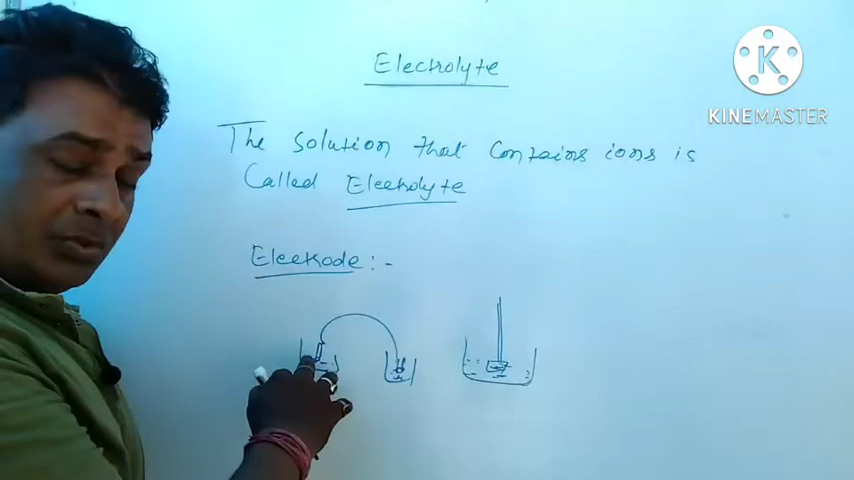 Electrolyte
The solution that contains ions is
Called Electrolyte
Electrode:-
KINEMASTER